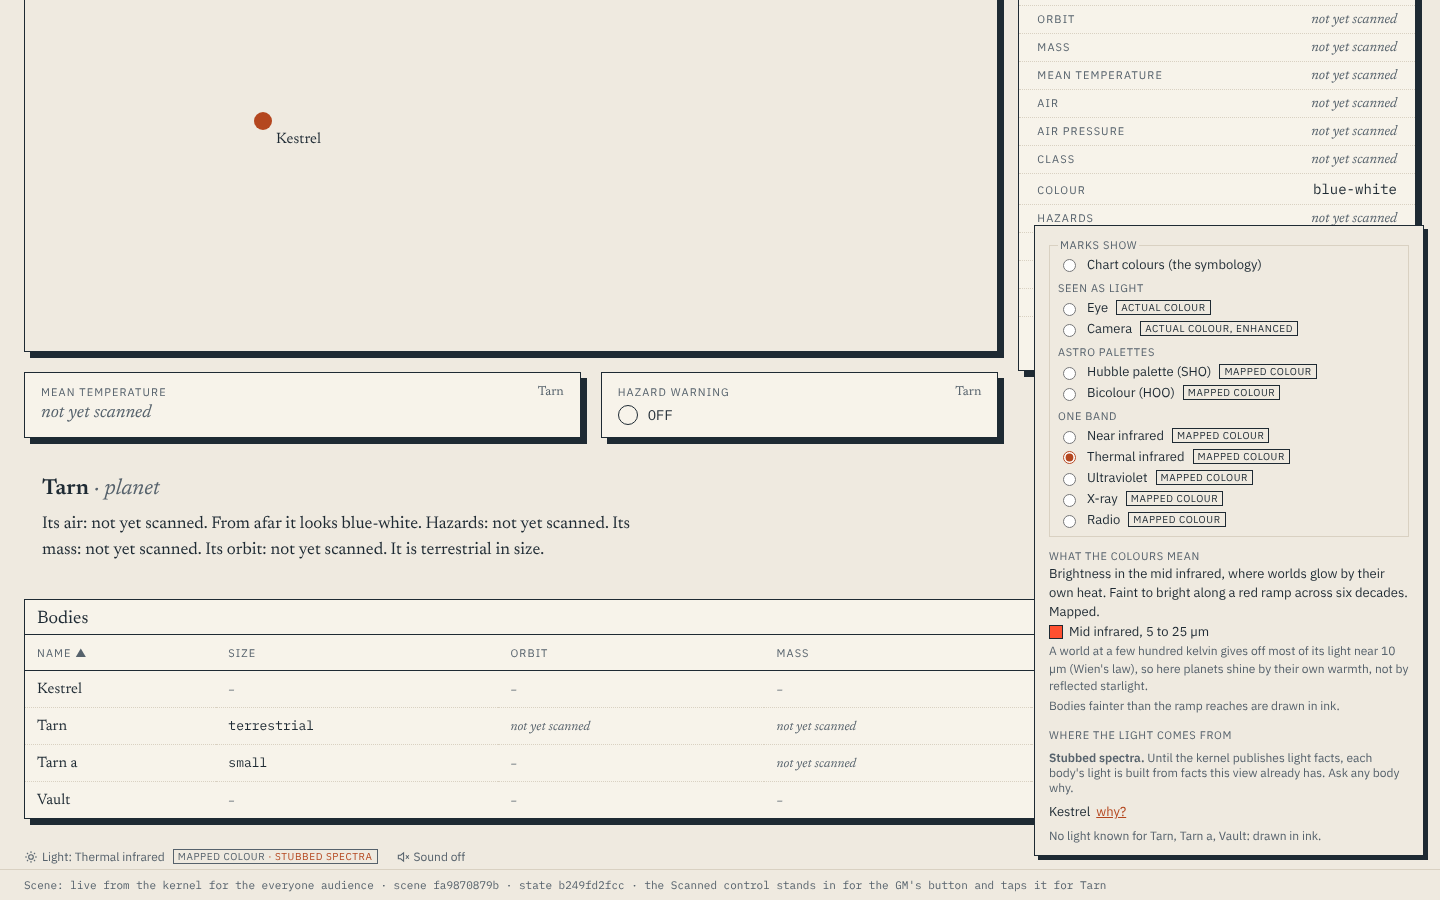 ORBIT not yet scanned
MASS not yet scanned
MEAN TEMPERATURE not yet scanned
AIR not yet scanned
AIR PRESSURE not yet scanned
CLASS not yet scanned
COLOUR blue-white
HAZARDS not yet scanned
Kestrel
MEAN TEMPERATURE Tarn
not yet scanned
HAZARD WARNING Tarn
OFF
Tarn · planet
Its air: not yet scanned. From afar it looks blue-white. Hazards: not yet scanned. Its
mass: not yet scanned. Its orbit: not yet scanned. It is terrestrial in size.
Bodies
NAME ▲ SIZE ORBIT MASS
Kestrel – – –
Tarn terrestrial not yet scanned not yet scanned
Tarn a small – not yet scanned
Vault – – –
MARKS SHOW
Chart colours (the symbology)
SEEN AS LIGHT
Eye ACTUAL COLOUR
Camera ACTUAL COLOUR, ENHANCED
ASTRO PALETTES
Hubble palette (SHO) MAPPED COLOUR
Bicolour (HOO) MAPPED COLOUR
ONE BAND
Near infrared MAPPED COLOUR
Thermal infrared MAPPED COLOUR
Ultraviolet MAPPED COLOUR
X-ray MAPPED COLOUR
Radio MAPPED COLOUR
WHAT THE COLOURS MEAN
Brightness in the mid infrared, where worlds glow by their
own heat. Faint to bright along a red ramp across six decades.
Mapped.
Mid infrared, 5 to 25 µm
A world at a few hundred kelvin gives off most of its light near 10
µm (Wien's law), so here planets shine by their own warmth, not by
reflected starlight.
Bodies fainter than the ramp reaches are drawn in ink.
WHERE THE LIGHT COMES FROM
Stubbed spectra. Until the kernel publishes light facts, each
body's light is built from facts this view already has. Ask any body
why.
Kestrel why?
No light known for Tarn, Tarn a, Vault: drawn in ink.
Light: Thermal infrared MAPPED COLOUR · STUBBED SPECTRA Sound off
Scene: live from the kernel for the everyone audience · scene fa9870879b · state b249fd2fcc · the Scanned control stands in for the GM's button and taps it for Tarn